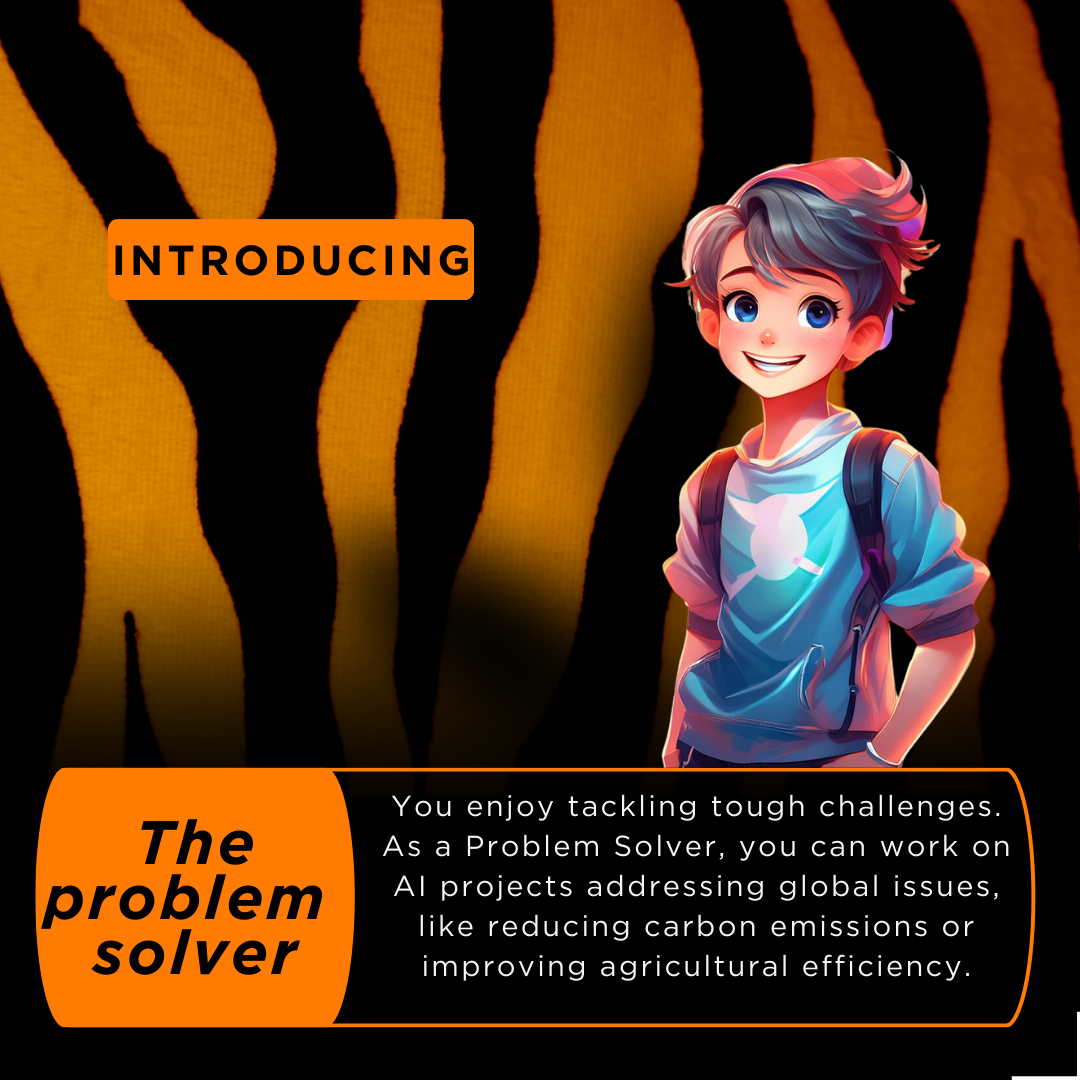 INTRODUCING
The
problem
solver
You enjoy tackling tough challenges.
As a Problem Solver, you can work on
AI projects addressing global issues,
like reducing carbon emissions or
improving agricultural efficiency.